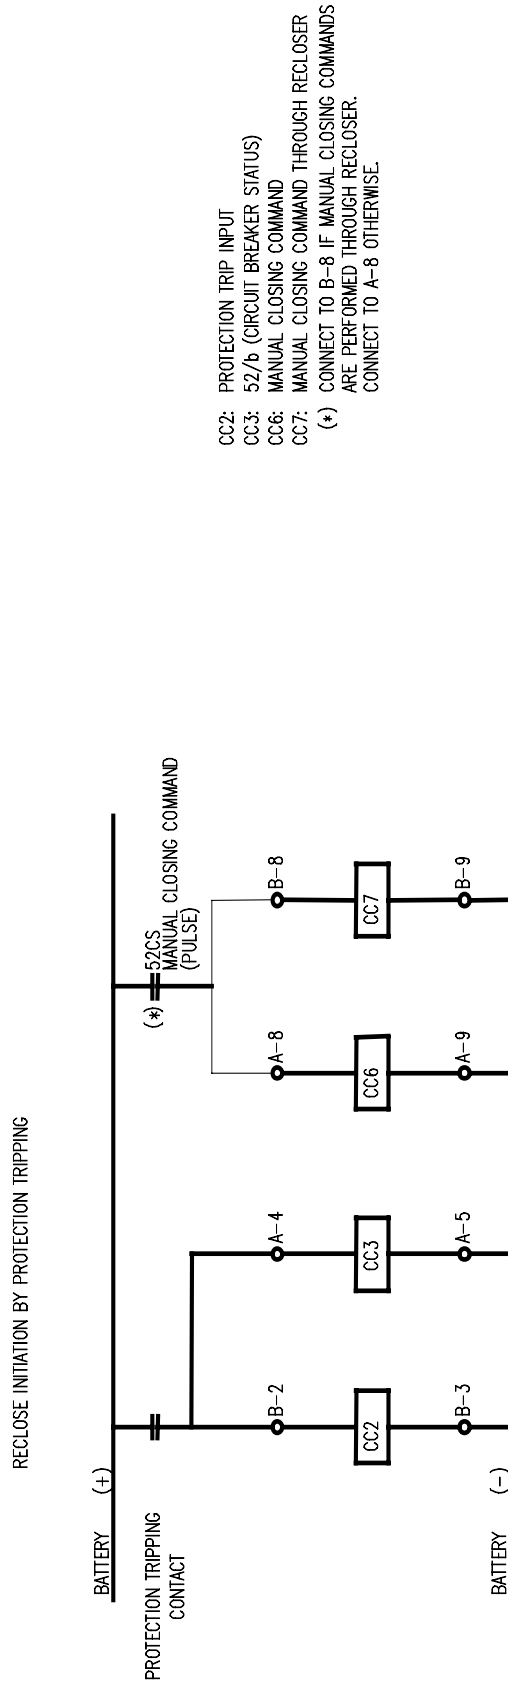 RECLOSE INITIATION BY PROTECTION TRIPPING
BATTERY (+)
PROTECTION TRIPPING
CONTACT
(*) 52CS
MANUAL CLOSING COMMAND
(PULSE)
B-2
A-4
A-8
B-8
CC2
CC3
CC6
CC7
B-3
A-5
A-9
B-9
BATTERY (-)
CC2: PROTECTION TRIP INPUT
CC3: 52/b (CIRCUIT BREAKER STATUS)
CC6: MANUAL CLOSING COMMAND
CC7: MANUAL CLOSING COMMAND THROUGH RECLOSER
(*) CONNECT TO B-8 IF MANUAL CLOSING COMMANDS
ARE PERFORMED THROUGH RECLOSER.
CONNECT TO A-8 OTHERWISE.